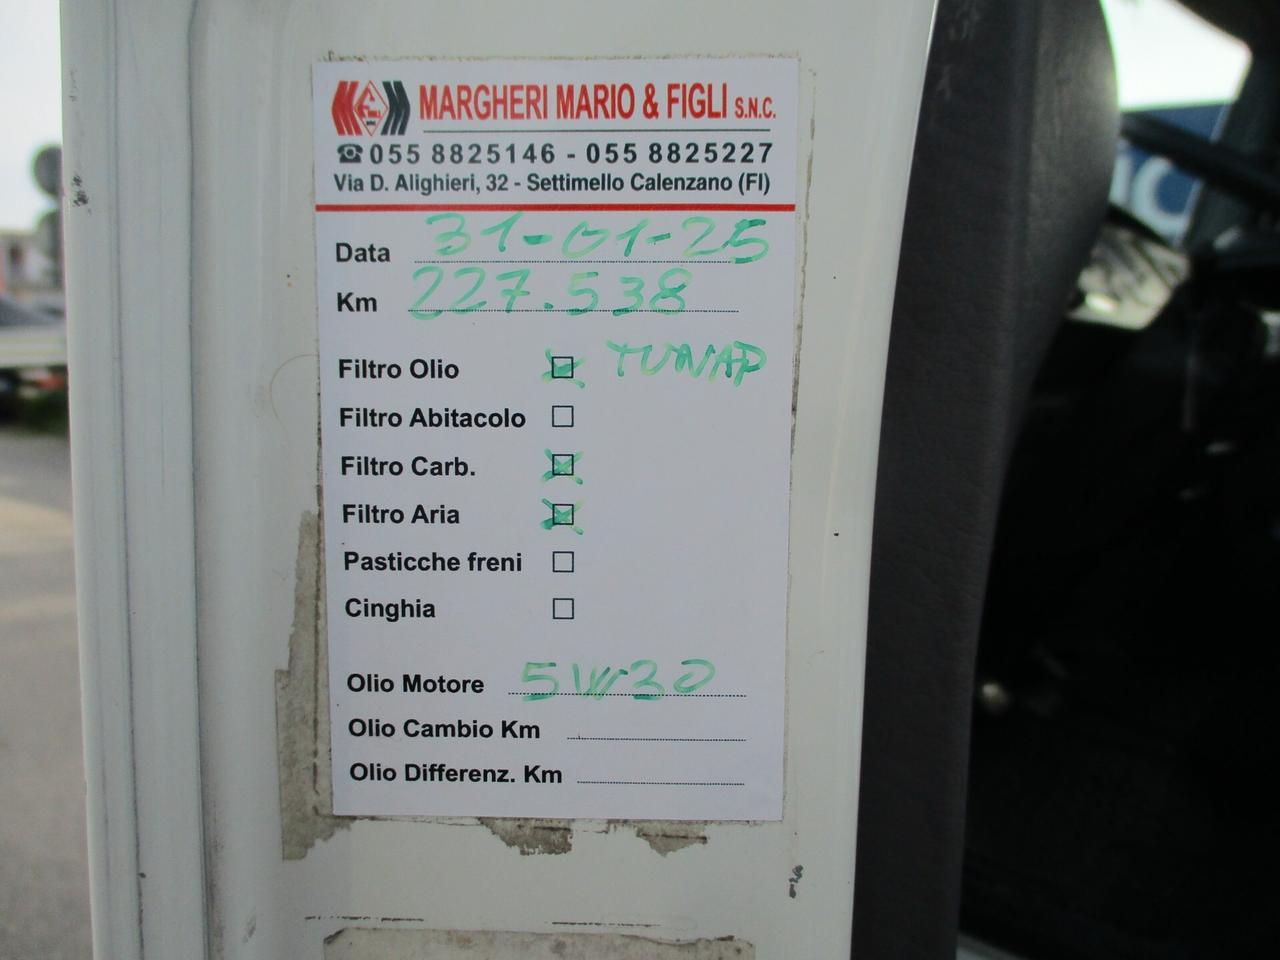 MARGHERI MARIO & FIGLI S.N.C.
☎ 055 8825146 - 055 8825227
Via D. Alighieri, 32 - Settimello Calenzano (FI)
Data 31-01-25
Km 227.538
Filtro Olio ☒ TUNAP
Filtro Abitacolo ☐
Filtro Carb. ☒
Filtro Aria ☒
Pasticche freni ☐
Cinghia ☐
Olio Motore 5W30
Olio Cambio Km
Olio Differenz. Km